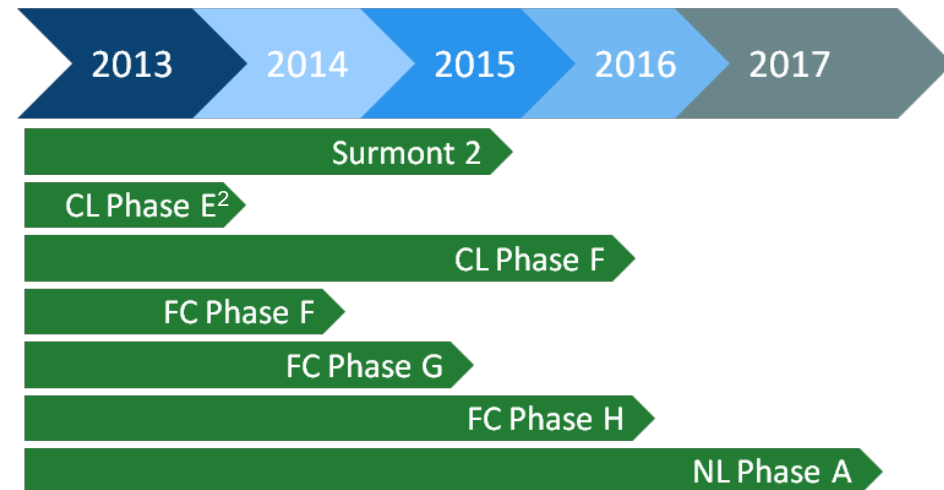 2013 2014 2015 2016 2017
Surmont 2
CL Phase E²
CL Phase F
FC Phase F
FC Phase G
FC Phase H
NL Phase A